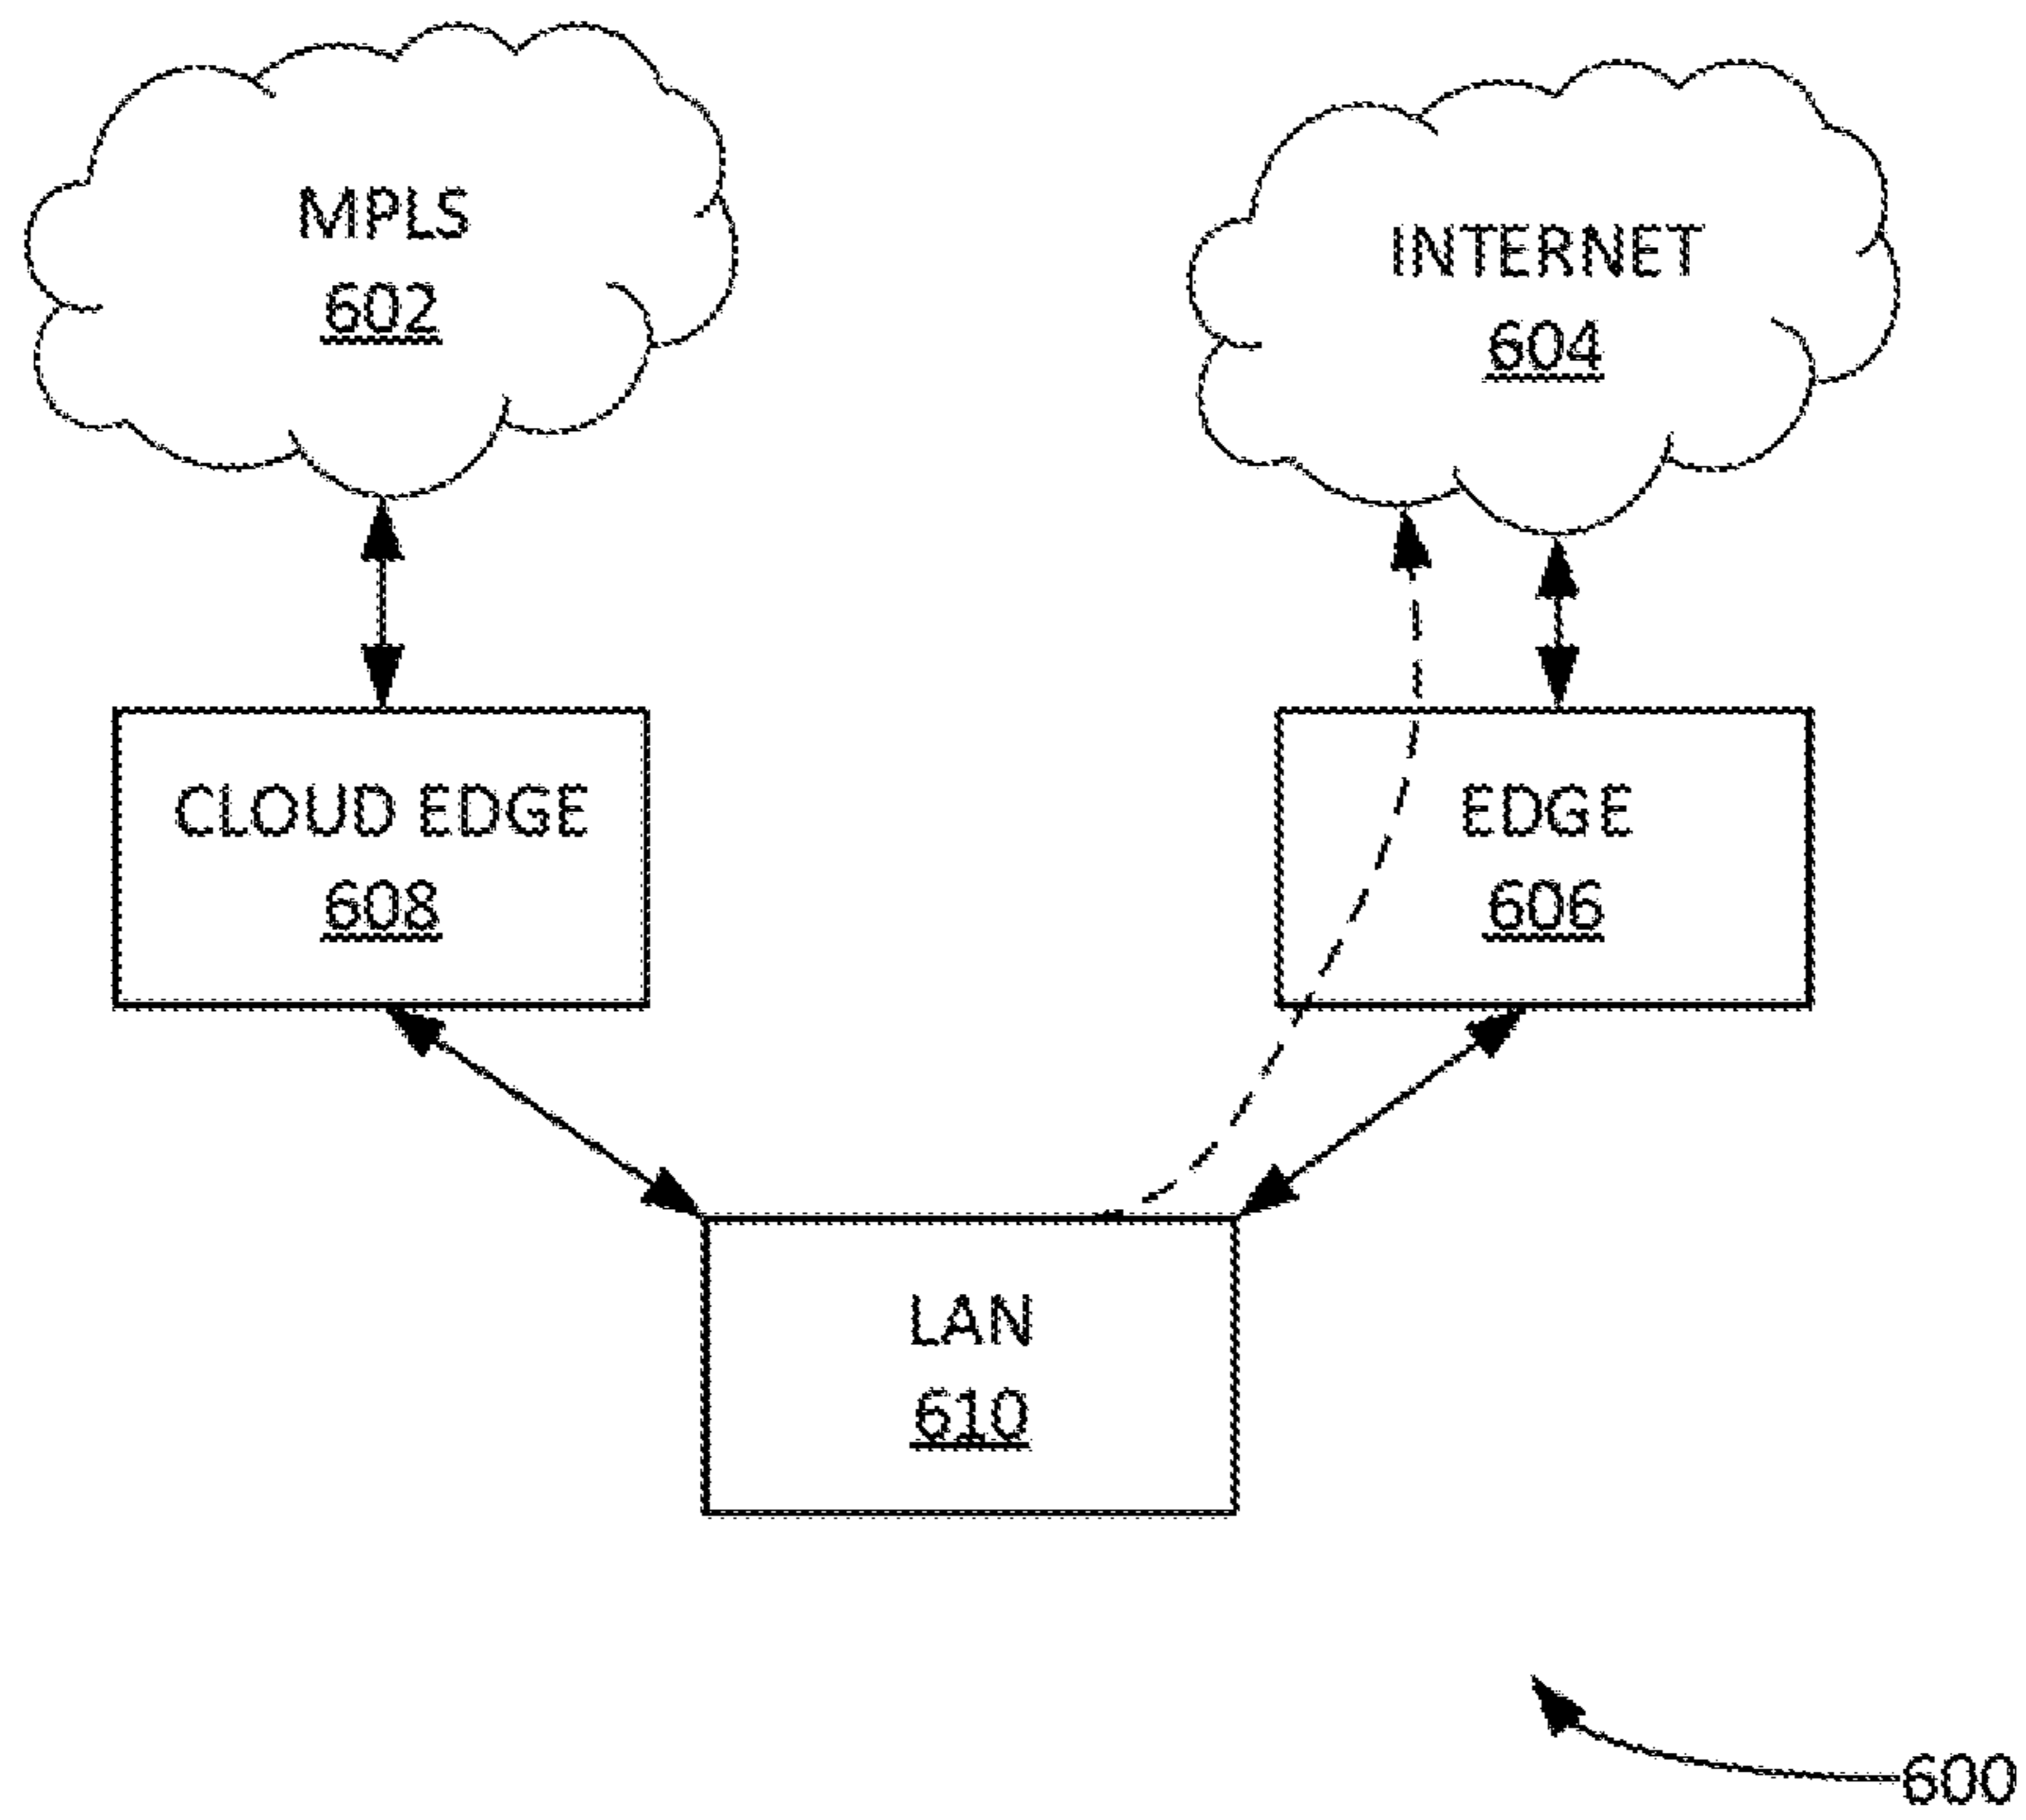 MPLS
602
INTERNET
604
CLOUD EDGE
608
EDGE
606
LAN
610
600